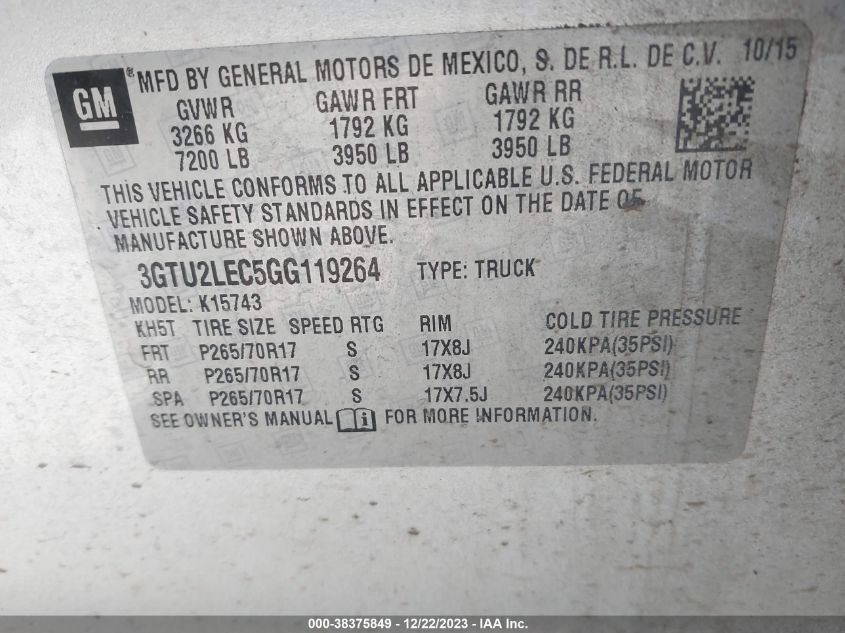 GM ® MFD BY GENERAL MOTORS DE MEXICO, S. DE R.L. DE C.V. 10/15
GVWR GAWR FRT GAWR RR
3266 KG 1792 KG 1792 KG
7200 LB 3950 LB 3950 LB
THIS VEHICLE CONFORMS TO ALL APPLICABLE U.S. FEDERAL MOTOR
VEHICLE SAFETY STANDARDS IN EFFECT ON THE DATE OF
MANUFACTURE SHOWN ABOVE.
3GTU2LEC5GG119264 TYPE: TRUCK
MODEL: K15743
KH5T TIRE SIZE SPEED RTG RIM COLD TIRE PRESSURE
FRT P265/70R17 S 17X8J 240KPA(35PSI)
RR P265/70R17 S 17X8J 240KPA(35PSI)
SPA P265/70R17 S 17X7.5J 240KPA(35PSI)
SEE OWNER'S MANUAL i FOR MORE INFORMATION.
000-38375849 - 12/22/2023 - IAA Inc.